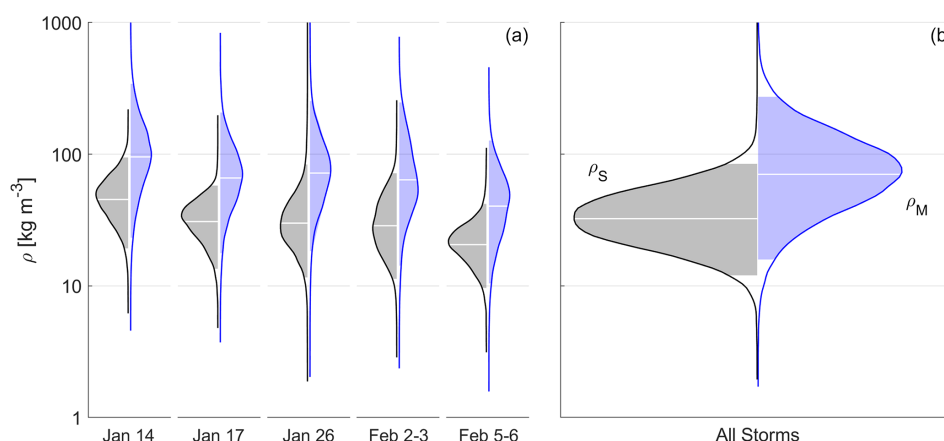 1000
100
10
1
ρ [kg m⁻³]
(a)
Jan 14 Jan 17 Jan 26 Feb 2-3 Feb 5-6
(b
ρS
ρM
All Storms